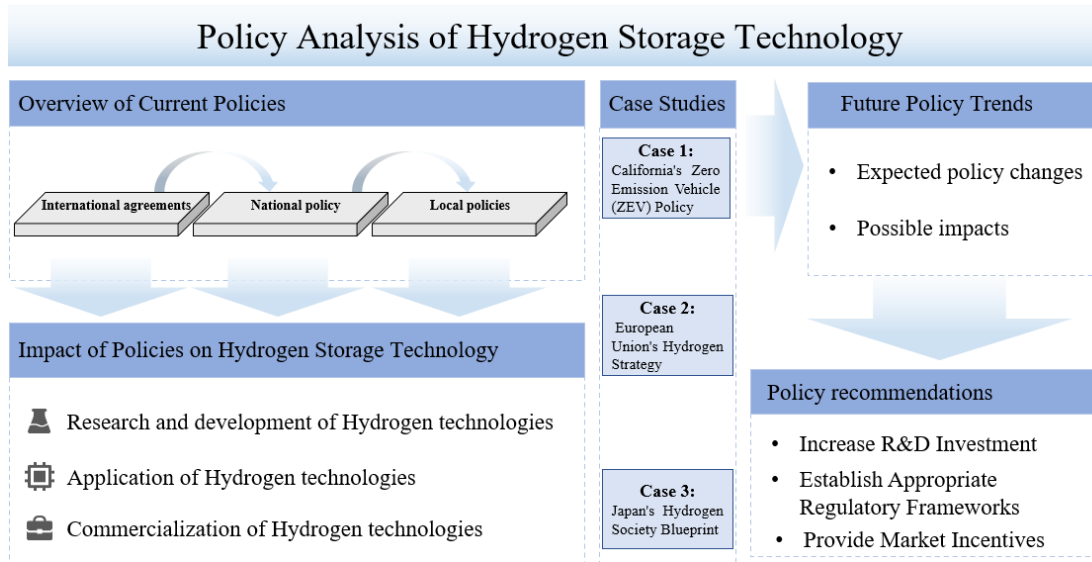 Policy Analysis of Hydrogen Storage Technology
Overview of Current Policies
International agreements
National policy
Local policies
Impact of Policies on Hydrogen Storage Technology
Research and development of Hydrogen technologies
Application of Hydrogen technologies
Commercialization of Hydrogen technologies
Case Studies
Case 1:
California's Zero
Emission Vehicle
(ZEV) Policy
Case 2:
European
Union's Hydrogen
Strategy
Case 3:
Japan's Hydrogen
Society Blueprint
Future Policy Trends
• Expected policy changes
• Possible impacts
Policy recommendations
• Increase R&D Investment
• Establish Appropriate
Regulatory Frameworks
• Provide Market Incentives